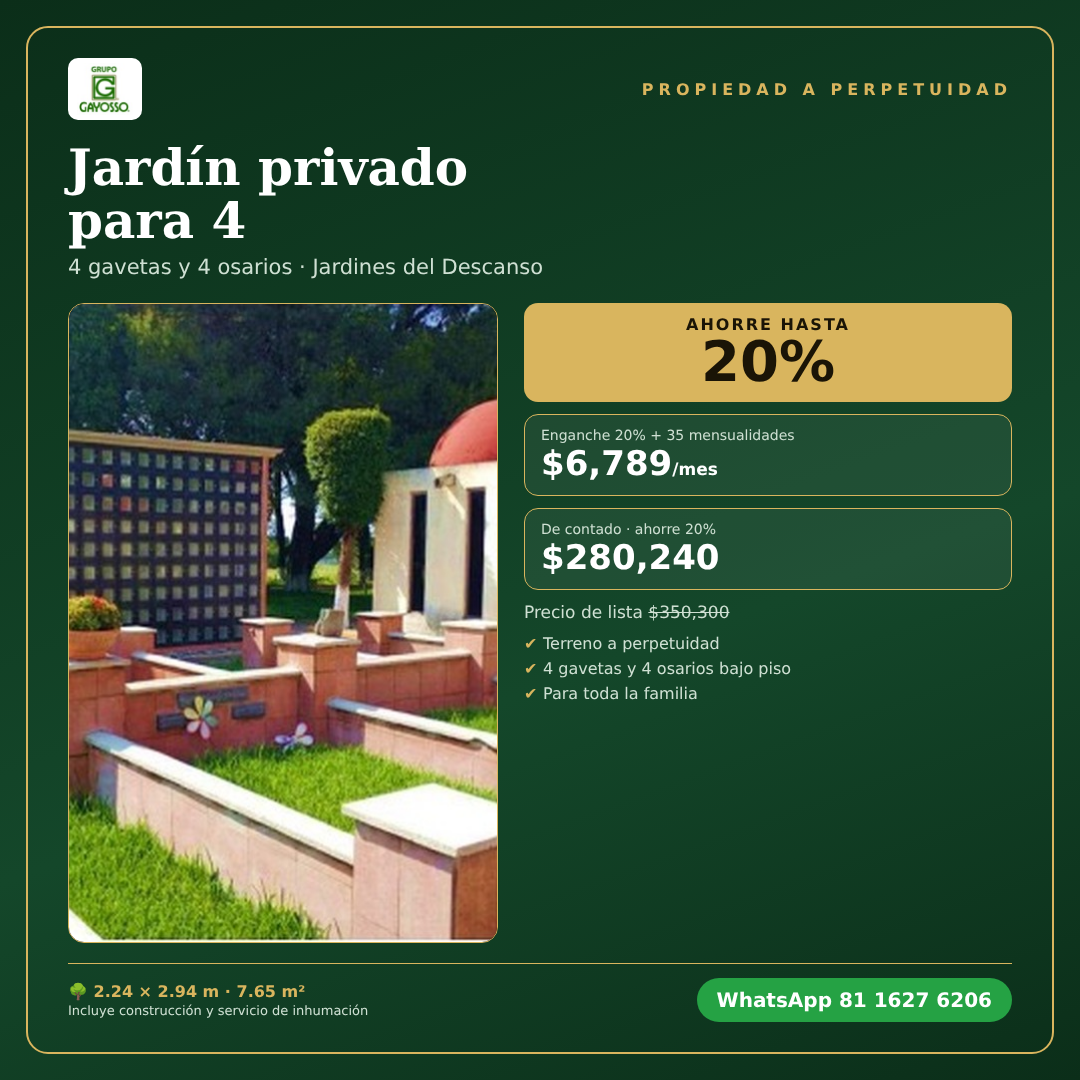 GRUPO
G
GAYOSSO
PROPIEDAD A PERPETUIDAD
Jardín privado
para 4
4 gavetas y 4 osarios · Jardines del Descanso
AHORRE HASTA
20%
Enganche 20% + 35 mensualidades
$6,789/mes
De contado · ahorre 20%
$280,240
Precio de lista $350,300
✔ Terreno a perpetuidad
✔ 4 gavetas y 4 osarios bajo piso
✔ Para toda la familia
🌳 2.24 × 2.94 m · 7.65 m²
Incluye construcción y servicio de inhumación
WhatsApp 81 1627 6206